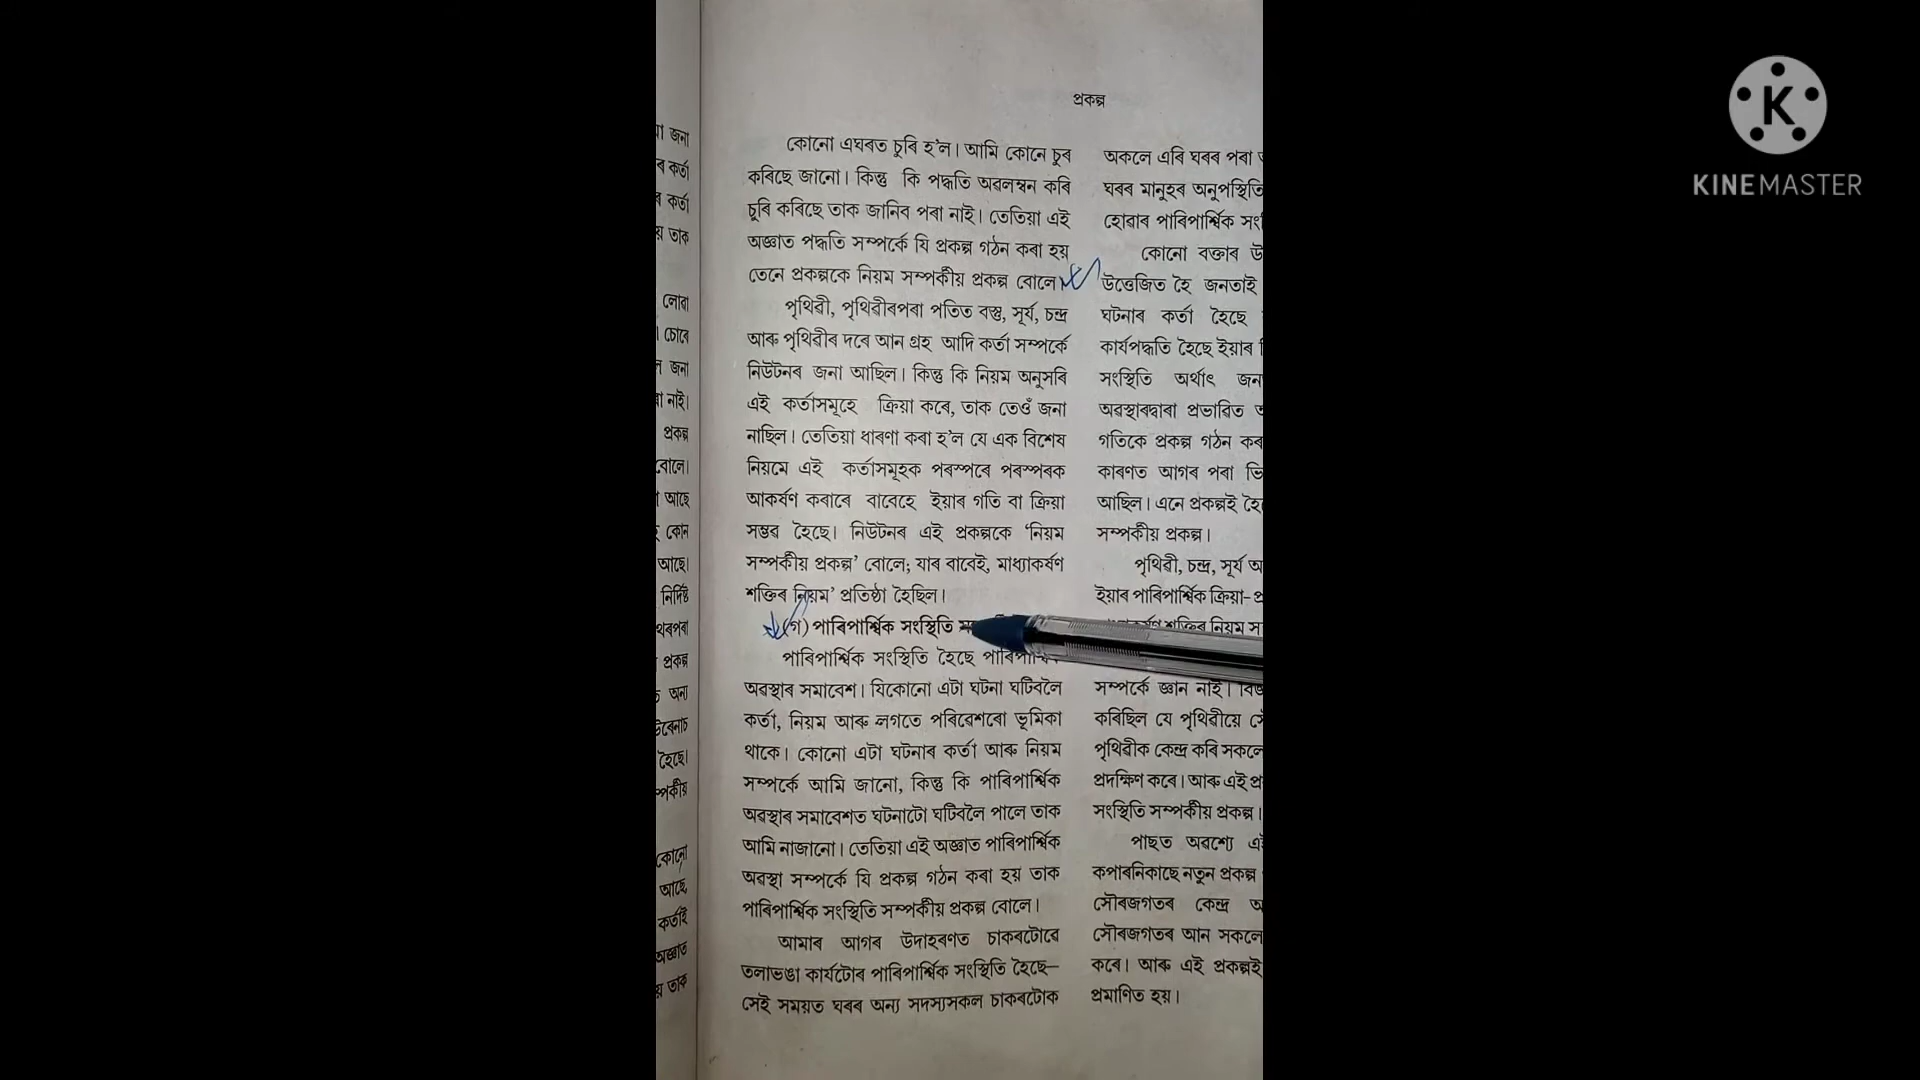 প্ৰকল্প
কোনো এঘৰত চুৰি হ'ল। আমি কোনে চুৰ
কৰিছে জানো। কিন্তু কি পদ্ধতি অৱলম্বন কৰি
চুৰি কৰিছে তাক জানিব পৰা নাই। তেতিয়া এই
অজ্ঞাত পদ্ধতি সম্পৰ্কে যি প্ৰকল্প গঠন কৰা হয়
তেনে প্ৰকল্পকে নিয়ম সম্পৰ্কীয় প্ৰকল্প বোলে।
পৃথিৱী, পৃথিৱীৰপৰা পতিত বস্তু, সূৰ্য, চন্দ্ৰ
আৰু পৃথিৱীৰ দৰে আন গ্ৰহ আদি কৰ্তা সম্পৰ্কে
নিউটনৰ জনা আছিল। কিন্তু কি নিয়ম অনুসৰি
এই কৰ্তাসমূহে ক্ৰিয়া কৰে, তাক তেওঁ জনা
নাছিল। তেতিয়া ধাৰণা কৰা হ'ল যে এক বিশেষ
নিয়মে এই কৰ্তাসমূহক পৰস্পৰে পৰস্পৰক
আকৰ্ষণ কৰাৰে বাবেহে ইয়াৰ গতি বা ক্ৰিয়া
সম্ভৱ হৈছে। নিউটনৰ এই প্ৰকল্পকে 'নিয়ম
সম্পৰ্কীয় প্ৰকল্প' বোলে; যাৰ বাবেই, মাধ্যাকৰ্ষণ
শক্তিৰ নিয়ম' প্ৰতিষ্ঠা হৈছিল।
(গ) পাৰিপাৰ্শ্বিক সংস্থিতি
পাৰিপাৰ্শ্বিক সংস্থিতি হৈছে পাৰিপাৰ্শ্বিক
অৱস্থাৰ সমাবেশ। যিকোনো এটা ঘটনা ঘটিবলৈ
কৰ্তা, নিয়ম আৰু লগতে পৰিৱেশৰো ভূমিকা
থাকে। কোনো এটা ঘটনাৰ কৰ্তা আৰু নিয়ম
সম্পৰ্কে আমি জানো, কিন্তু কি পাৰিপাৰ্শ্বিক
অৱস্থাৰ সমাবেশত ঘটনাটো ঘটিবলৈ পালে তাক
আমি নাজানো। তেতিয়া এই অজ্ঞাত পাৰিপাৰ্শ্বিক
অৱস্থা সম্পৰ্কে যি প্ৰকল্প গঠন কৰা হয় তাক
পাৰিপাৰ্শ্বিক সংস্থিতি সম্পৰ্কীয় প্ৰকল্প বোলে।
আমাৰ আগৰ উদাহৰণত চাকৰটোৱে
তলাভঙা কাৰ্যটোৰ পাৰিপাৰ্শ্বিক সংস্থিতি হৈছে—
সেই সময়ত ঘৰৰ অন্য সদস্যসকল চাকৰটোক
অকলে এৰি ঘৰৰ পৰা
ঘৰৰ মানুহৰ অনুপস্থিতি
হোৱাৰ পাৰিপাৰ্শ্বিক
কোনো বক্তাৰ
উত্তেজিত হৈ জনতাই
ঘটনাৰ কৰ্তা হৈছে
কাৰ্যপদ্ধতি হৈছে ইয়াৰ
সংস্থিতি অৰ্থাৎ
অৱস্থাৰদ্বাৰা প্ৰভাৱিত
গতিকে প্ৰকল্প গঠন
কাৰণত আগৰ পৰা
আছিল। এনে প্ৰকল্পই
সম্পৰ্কীয় প্ৰকল্প।
পৃথিৱী, চন্দ্ৰ, সূৰ্য
ইয়াৰ পাৰিপাৰ্শ্বিক
শক্তিৰ নিয়ম
সম্পৰ্কে জ্ঞান নাই।
কৰিছিল যে পৃথিৱীয়ে
পৃথিৱীক কেন্দ্ৰ কৰি সকলে
প্ৰদক্ষিণ কৰে। আৰু এই
সংস্থিতি সম্পৰ্কীয় প্ৰকল্প।
পাছত অৱশ্যে
কপাৰনিকাছে নতুন প্ৰকল্প
সৌৰজগতৰ কেন্দ্ৰ
সৌৰজগতৰ আন সকলে
কৰে। আৰু এই প্ৰকল্পই
প্ৰমাণিত হয়।
KINEMASTER